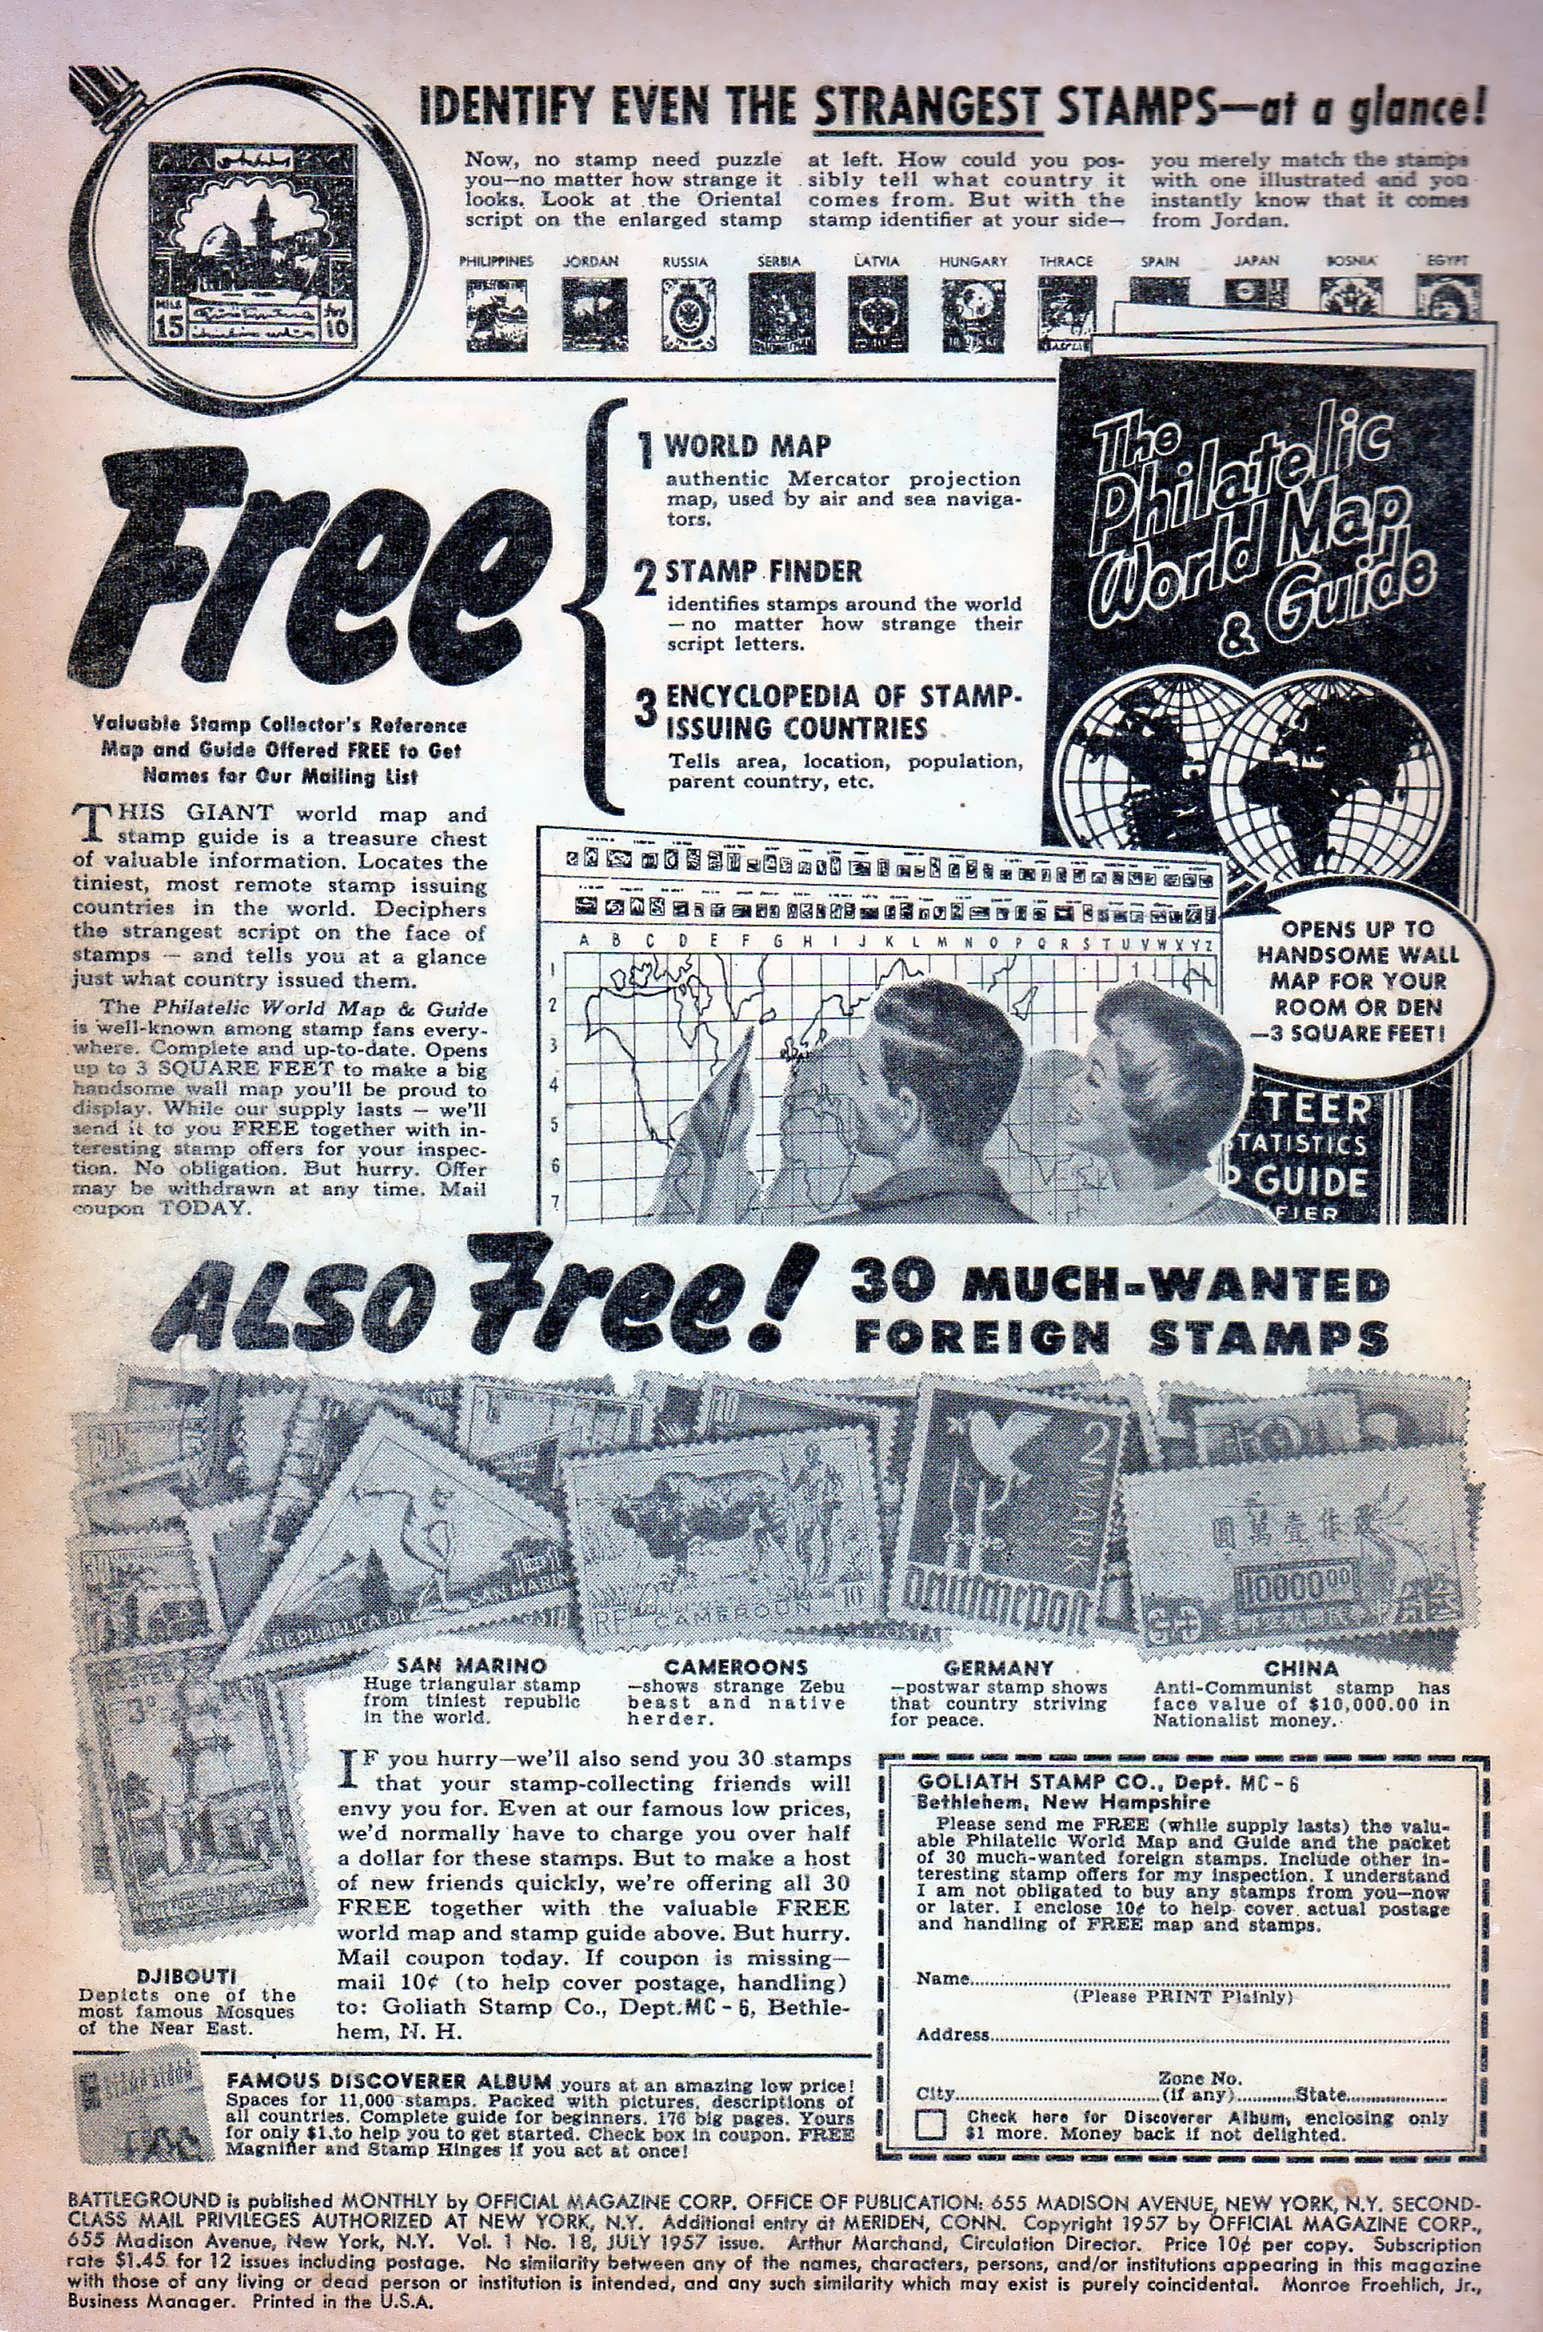 IDENTIFY EVEN THE STRANGEST STAMPS—at a glance!
Now, no stamp need puzzle
you—no matter how strange it
looks. Look at the Oriental
script on the enlarged stamp
at left. How could you pos-
sibly tell what country it
comes from. But with the
stamp identifier at your side—
you merely match the stamps
with one illustrated and you
instantly know that it comes
from Jordan.
MILS
15
10
PHILIPPINES JORDAN RUSSIA SERBIA LATVIA HUNGARY THRACE SPAIN JAPAN BOSNIA EGYPT
Free
1 WORLD MAP
authentic Mercator projection
map, used by air and sea naviga-
tors.
2 STAMP FINDER
identifies stamps around the world
— no matter how strange their
script letters.
3 ENCYCLOPEDIA OF STAMP-
ISSUING COUNTRIES
Tells area, location, population,
parent country, etc.
The
Philatelic
World Map
& Guide
Valuable Stamp Collector's Reference
Map and Guide Offered FREE to Get
Names for Our Mailing List
THIS GIANT world map and
stamp guide is a treasure chest
of valuable information. Locates the
tiniest, most remote stamp issuing
countries in the world. Deciphers
the strangest script on the face of
stamps — and tells you at a glance
just what country issued them.
The Philatelic World Map & Guide
is well-known among stamp fans every-
where. Complete and up-to-date. Opens
up to 3 SQUARE FEET to make a big
handsome wall map you'll be proud to
display. While our supply lasts — we'll
send it to you FREE together with in-
teresting stamp offers for your inspec-
tion. No obligation. But hurry. Offer
may be withdrawn at any time. Mail
coupon TODAY.
A B C D E F G H I J K L M N O P Q R S T U V W X Y Z
1
2
3
4
5
6
7
OPENS UP TO
HANDSOME WALL
MAP FOR YOUR
ROOM OR DEN
—3 SQUARE FEET!
TTEER
STATISTICS
P GUIDE
IFIER
ALSO Free! 30 MUCH-WANTED
FOREIGN STAMPS
REPUBBLICA DI SAN MARINO
RF CAMEROUN 10
2 DM MARK
deutschepost
圓萬壹作改
1000000
SAN MARINO
Huge triangular stamp
from tiniest republic
in the world.
CAMEROONS
—shows strange Zebu
beast and native
herder.
GERMANY
—postwar stamp shows
that country striving
for peace.
CHINA
Anti-Communist stamp has
face value of $10,000.00 in
Nationalist money.
DJIBOUTI
Depicts one of the
most famous Mosques
of the Near East.
IF you hurry—we'll also send you 30 stamps
that your stamp-collecting friends will
envy you for. Even at our famous low prices,
we'd normally have to charge you over half
a dollar for these stamps. But to make a host
of new friends quickly, we're offering all 30
FREE together with the valuable FREE
world map and stamp guide above. But hurry.
Mail coupon today. If coupon is missing—
mail 10¢ (to help cover postage, handling)
to: Goliath Stamp Co., Dept. MC - 6, Bethle-
hem, N. H.
FAMOUS DISCOVERER ALBUM yours at an amazing low price!
Spaces for 11,000 stamps. Packed with pictures, descriptions of
all countries. Complete guide for beginners. 176 big pages. Yours
for only $1 to help you to get started. Check box in coupon. FREE
Magnifier and Stamp Hinges if you act at once!
GOLIATH STAMP CO., Dept. MC - 6
Bethlehem, New Hampshire
Please send me FREE (while supply lasts) the valu-
able Philatelic World Map and Guide and the packet
of 30 much-wanted foreign stamps. Include other in-
teresting stamp offers for my inspection. I understand
I am not obligated to buy any stamps from you—now
or later. I enclose 10¢ to help cover actual postage
and handling of FREE map and stamps.
Name
(Please PRINT Plainly)
Address
Zone No.
City (if any) State
Check here for Discoverer Album, enclosing only
$1 more. Money back if not delighted.
BATTLEGROUND is published MONTHLY by OFFICIAL MAGAZINE CORP. OFFICE OF PUBLICATION: 655 MADISON AVENUE, NEW YORK, N.Y. SECOND-
CLASS MAIL PRIVILEGES AUTHORIZED AT NEW YORK, N.Y. Additional entry at MERIDEN, CONN. Copyright 1957 by OFFICIAL MAGAZINE CORP.,
655 Madison Avenue, New York, N.Y. Vol. 1 No. 18, JULY 1957 issue. Arthur Marchand, Circulation Director. Price 10¢ per copy. Subscription
rate $1.45 for 12 issues including postage. No similarity between any of the names, characters, persons, and/or institutions appearing in this magazine
with those of any living or dead person or institution is intended, and any such similarity which may exist is purely coincidental. Monroe Froehlich, Jr.,
Business Manager. Printed in the U.S.A.